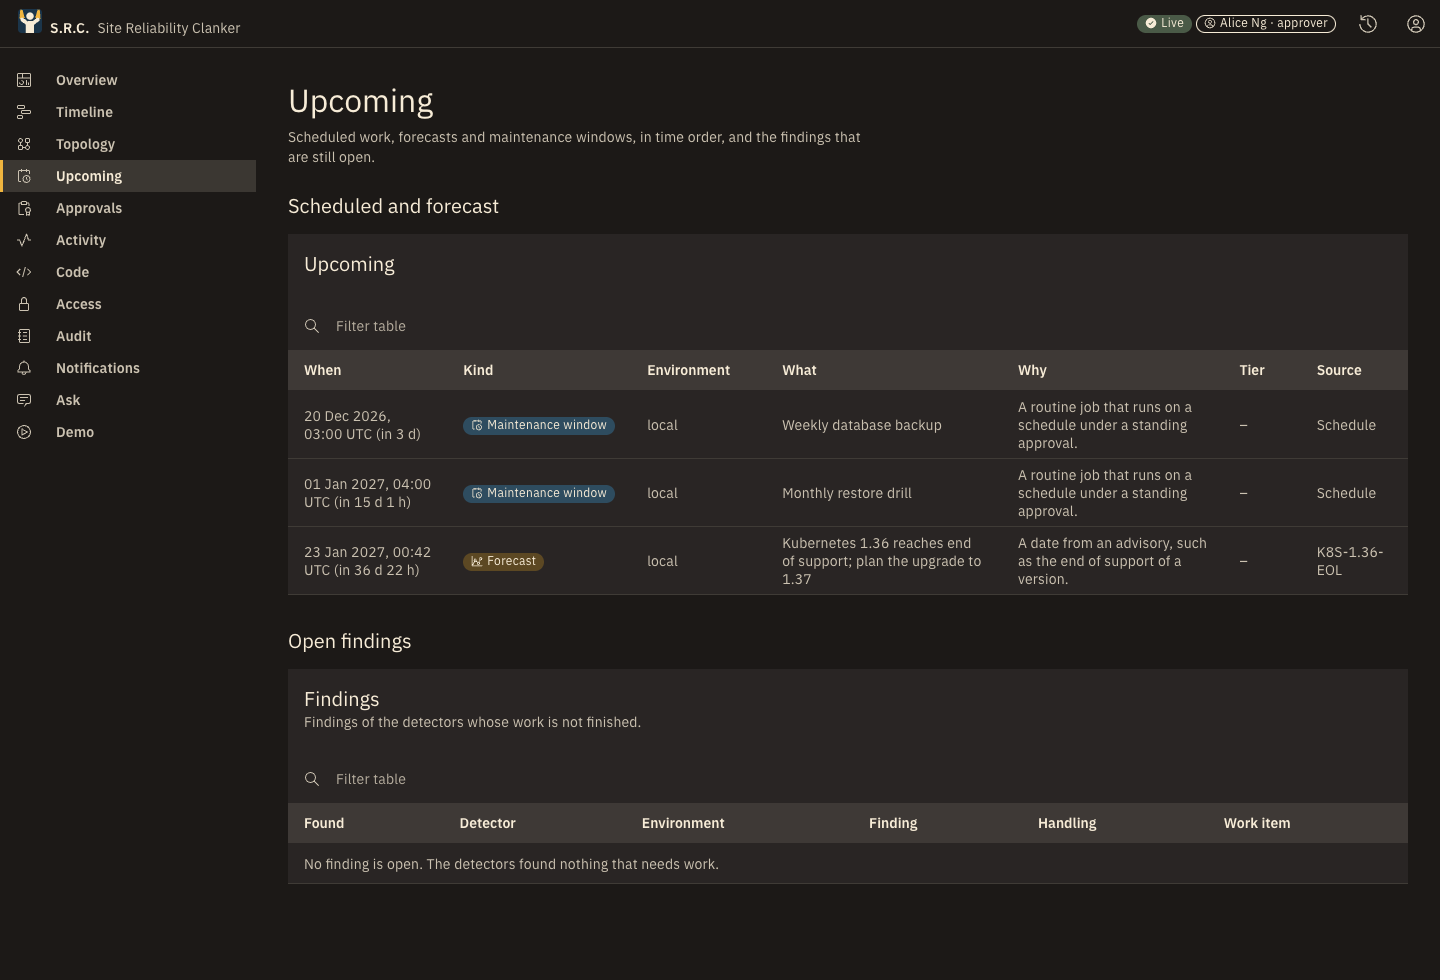 S.R.C. Site Reliability Clanker
Live
Alice Ng · approver
Overview
Timeline
Topology
Upcoming
Approvals
Activity
Code
Access
Audit
Notifications
Ask
Demo
Upcoming
Scheduled work, forecasts and maintenance windows, in time order, and the findings that
are still open.
Scheduled and forecast
Upcoming
Filter table
When Kind Environment What Why Tier Source
20 Dec 2026,
03:00 UTC (in 3 d)
Maintenance window
local
Weekly database backup
A routine job that runs on a
schedule under a standing
approval.
–
Schedule
01 Jan 2027, 04:00
UTC (in 15 d 1 h)
Maintenance window
local
Monthly restore drill
A routine job that runs on a
schedule under a standing
approval.
–
Schedule
23 Jan 2027, 00:42
UTC (in 36 d 22 h)
Forecast
local
Kubernetes 1.36 reaches end
of support; plan the upgrade to
1.37
A date from an advisory, such
as the end of support of a
version.
–
K8S-1.36-
EOL
Open findings
Findings
Findings of the detectors whose work is not finished.
Filter table
Found Detector Environment Finding Handling Work item
No finding is open. The detectors found nothing that needs work.